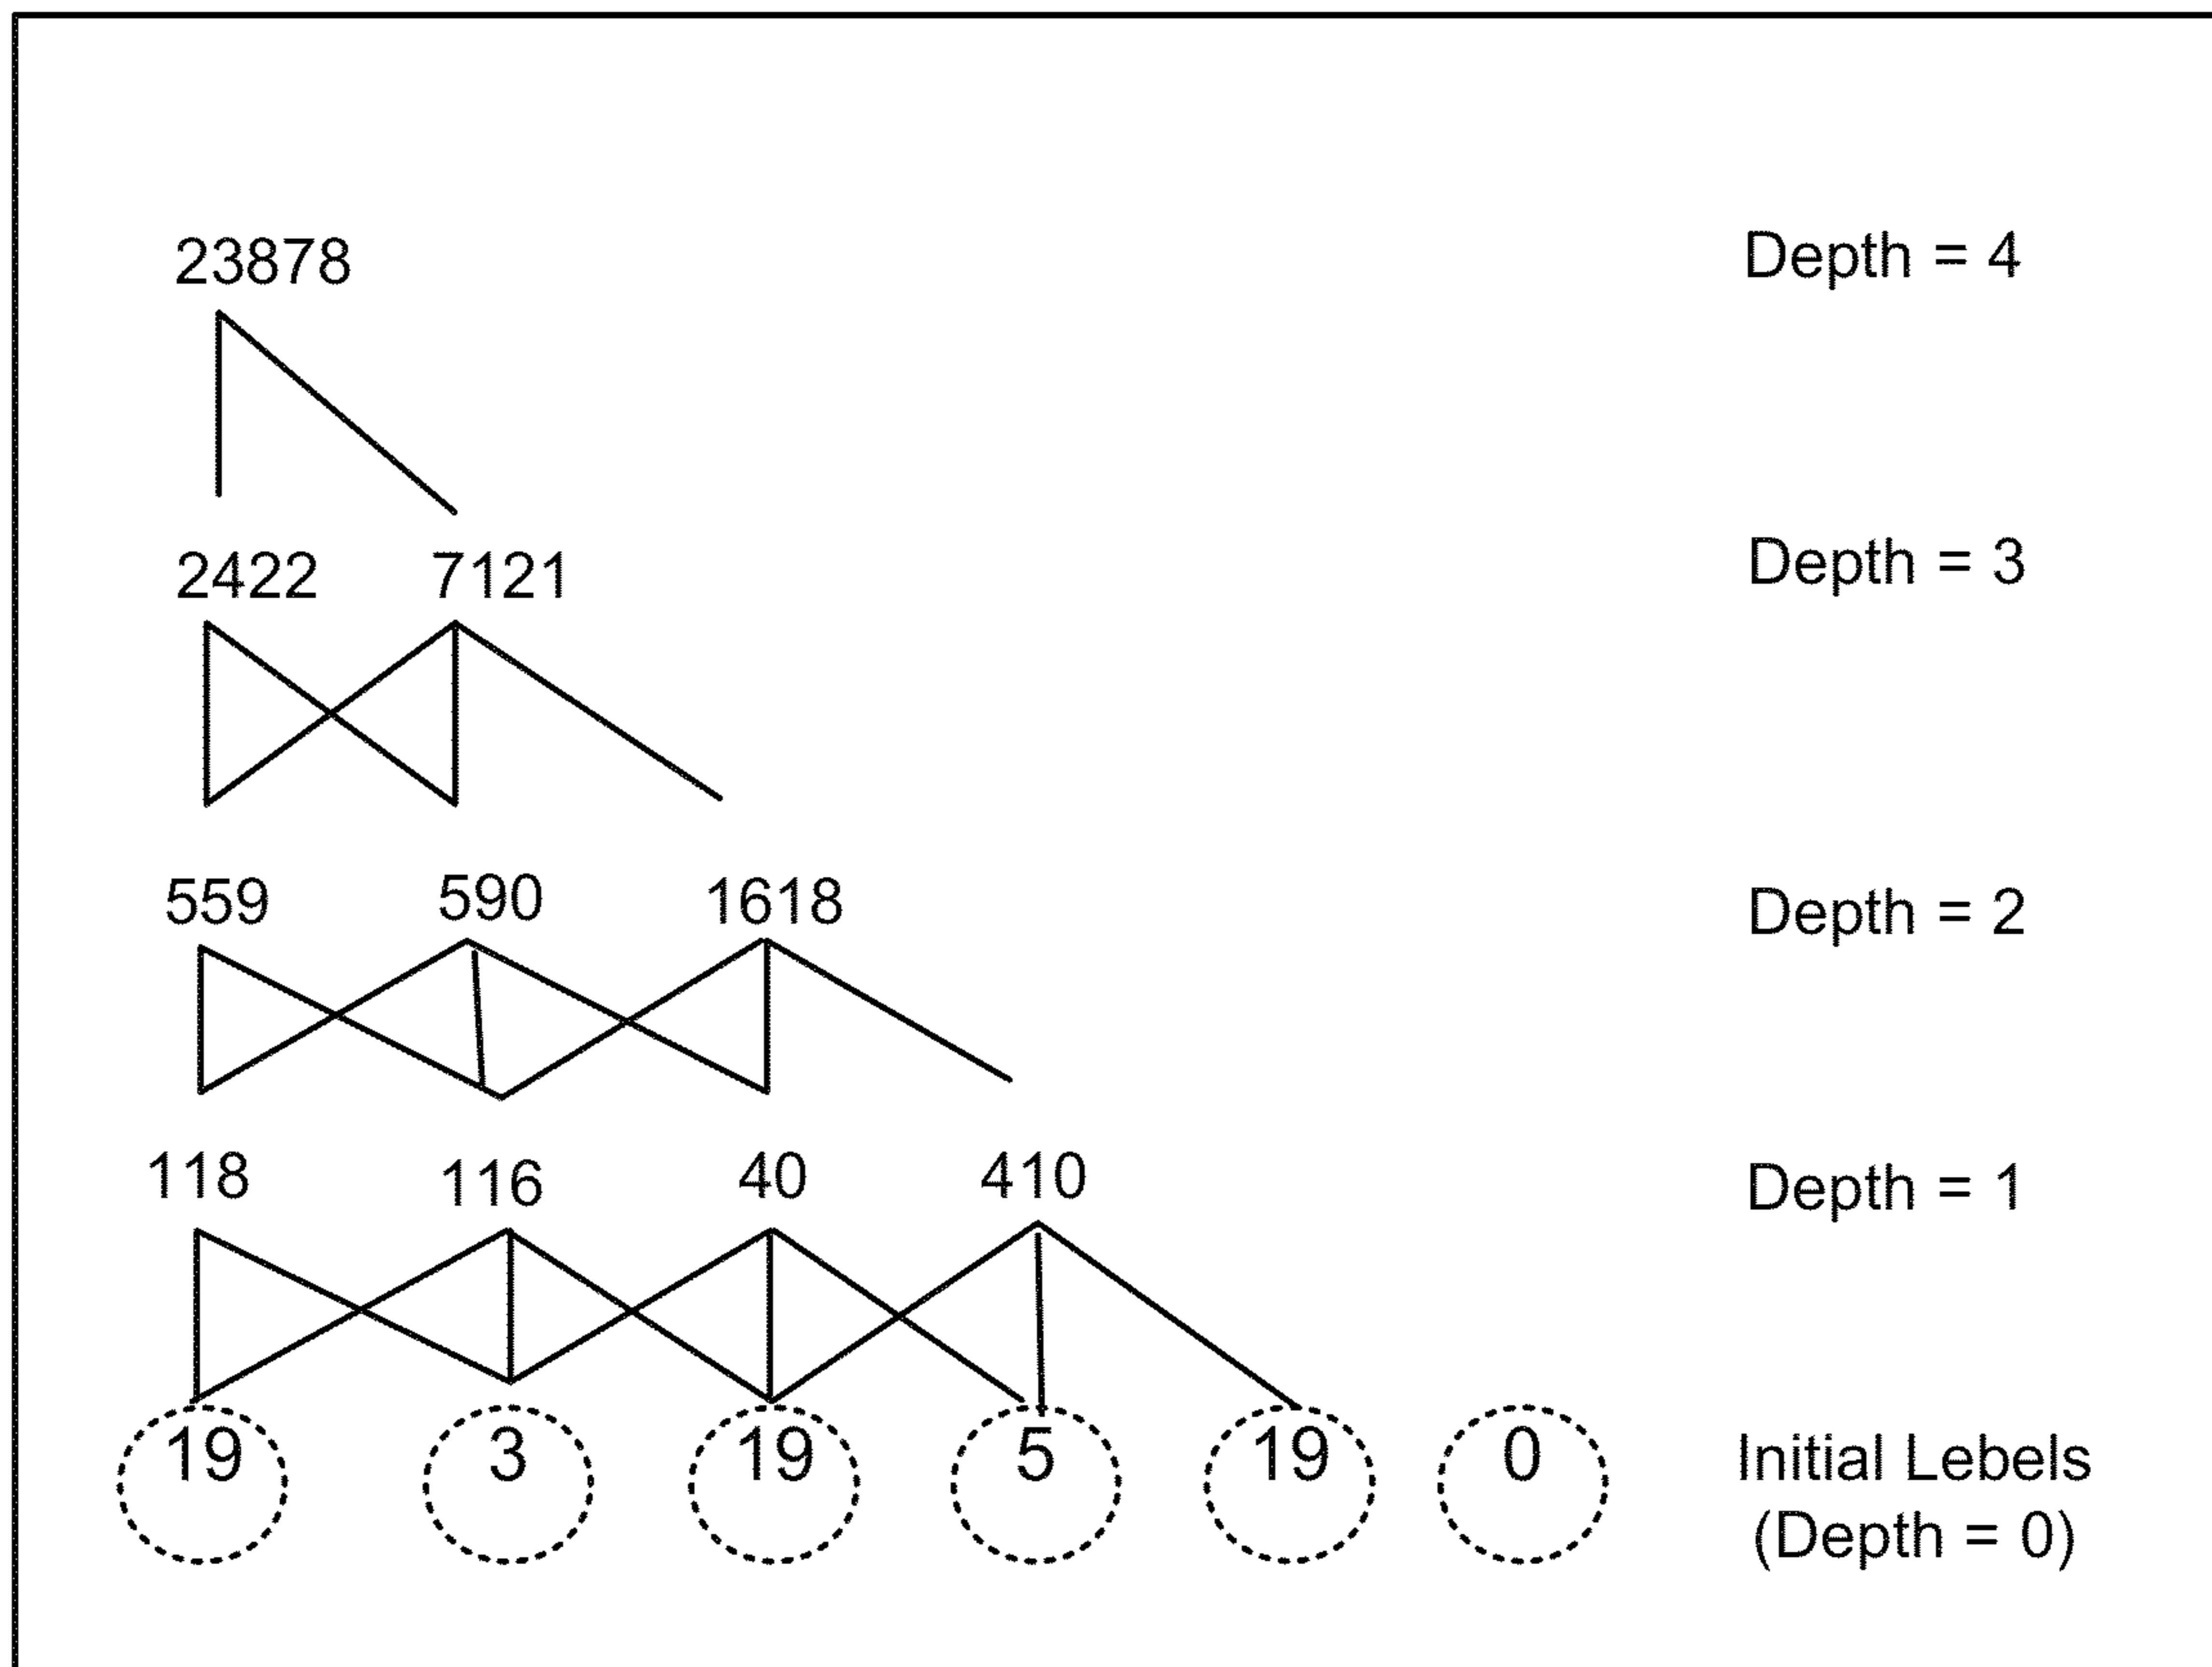 23878 Depth = 4
2422 7121 Depth = 3
559 590 1618 Depth = 2
118 116 40 410 Depth = 1
19 3 19 5 19 0 Initial Lebels
(Depth = 0)